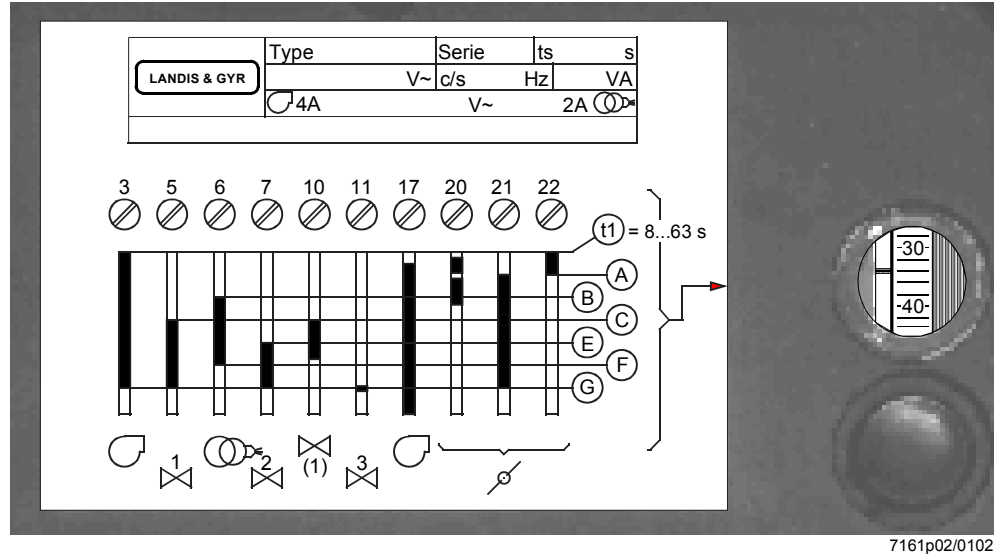 LANDIS & GYR
Type Serie ts s
V~ c/s Hz VA
4A V~ 2A
3 5 6 7 10 11 17 20 21 22
t1 = 8...63 s
A
B
C
E
F
G
1 2 (1) 3
-30-
-40-
7161p02/0102